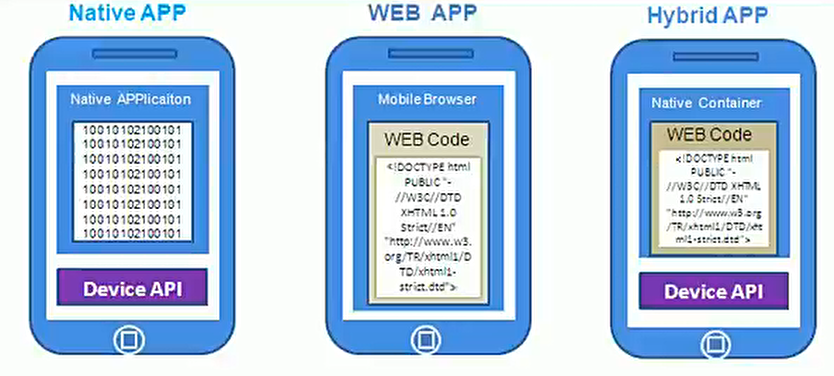 Native APP
WEB APP
Hybrid APP
Native APPlicaiton
10010102100101
10010102100101
10010102100101
10010102100101
10010102100101
10010102100101
10010102100101
10010102100101
Device API
Mobile Browser
WEB Code
<!DOCTYPE html
PUBLIC "-
//W3C//DTD
XHTML 1.0
Strict//EN"
"http://www.w3.
org/TR/xhtml1/D
TD/xhtml1-
strict.dtd">
Native Container
WEB Code
<!DOCTYPE html
PUBLIC "-
//W3C//DTD XHTML
1.0 Strict//EN"
"http://www.w3.org
/TR/xhtml1/DTD/xht
ml1-strict.dtd">
Device API